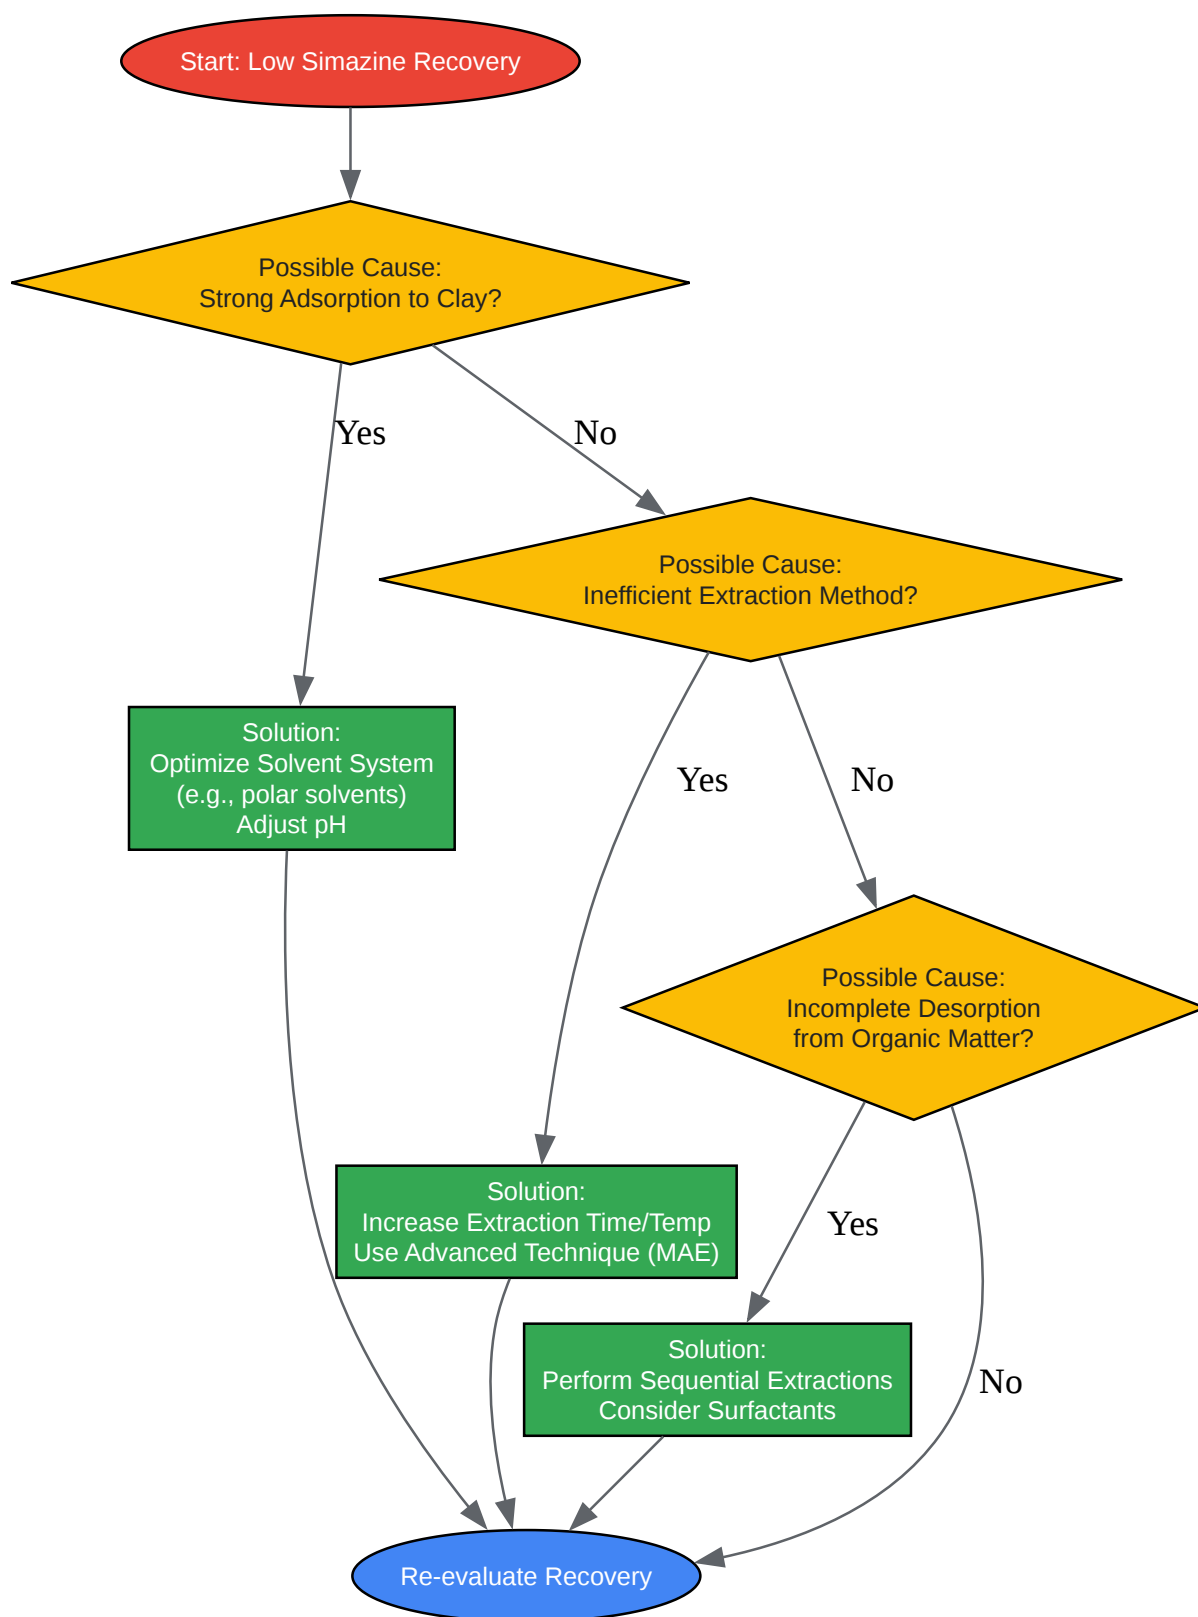 Start: Low Simazine Recovery
Possible Cause:
Strong Adsorption to Clay?
Yes
No
Possible Cause:
Inefficient Extraction Method?
Solution:
Optimize Solvent System
(e.g., polar solvents)
Adjust pH
Yes
No
Possible Cause:
Incomplete Desorption
from Organic Matter?
Solution:
Increase Extraction Time/Temp
Use Advanced Technique (MAE)
Yes
No
Solution:
Perform Sequential Extractions
Consider Surfactants
Re-evaluate Recovery